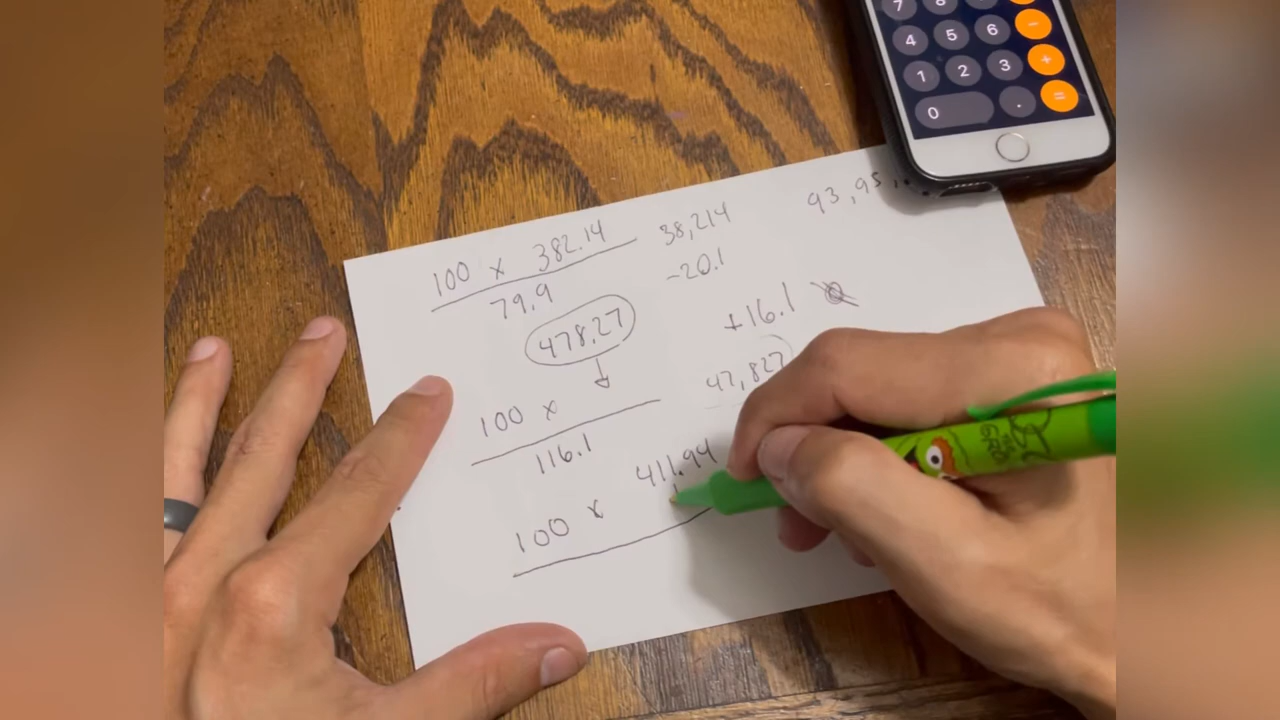 7 8
4 5 6 −
1 2 3 +
0 . =
93,95,
100 x 382.14
79.9
38,214
-20.1
478.27
+16.1
47,827
100 x
116.1
100 x 411.94